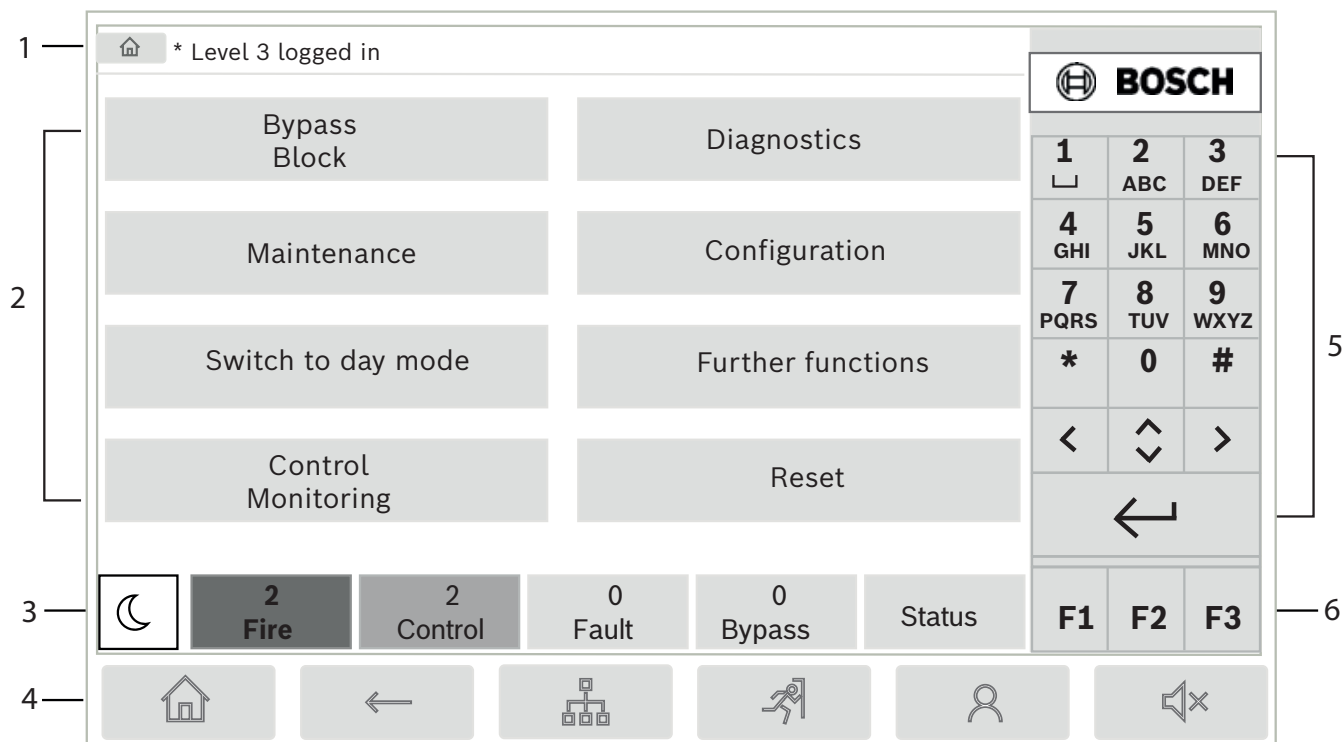 1
* Level 3 logged in
BOSCH
2
Bypass
Block
Diagnostics
Maintenance
Configuration
Switch to day mode
Further functions
Control
Monitoring
Reset
1 2 3
ABC DEF
4 5 6
GHI JKL MNO
7 8 9
PQRS TUV WXYZ
* 0 #
5
3
2
Fire
2
Control
0
Fault
0
Bypass
Status
F1 F2 F3
6
4